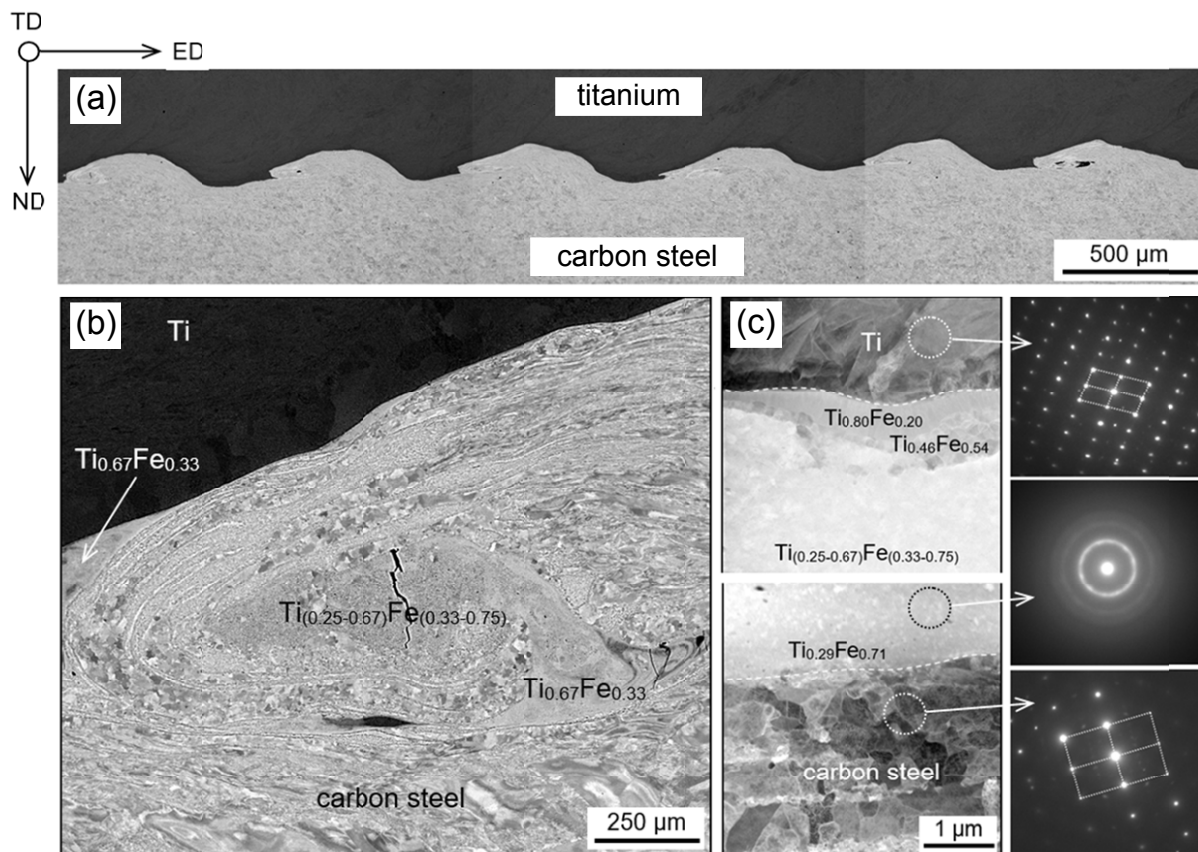 TD
ED
ND
(a)
titanium
carbon steel
500 µm
(b)
Ti
Ti0.67Fe0.33
Ti(0.25-0.67)Fe(0.33-0.75)
Ti0.67Fe0.33
carbon steel
250 µm
(c)
Ti
Ti0.80Fe0.20
Ti0.46Fe0.54
Ti(0.25-0.67)Fe(0.33-0.75)
Ti0.29Fe0.71
carbon steel
1 µm